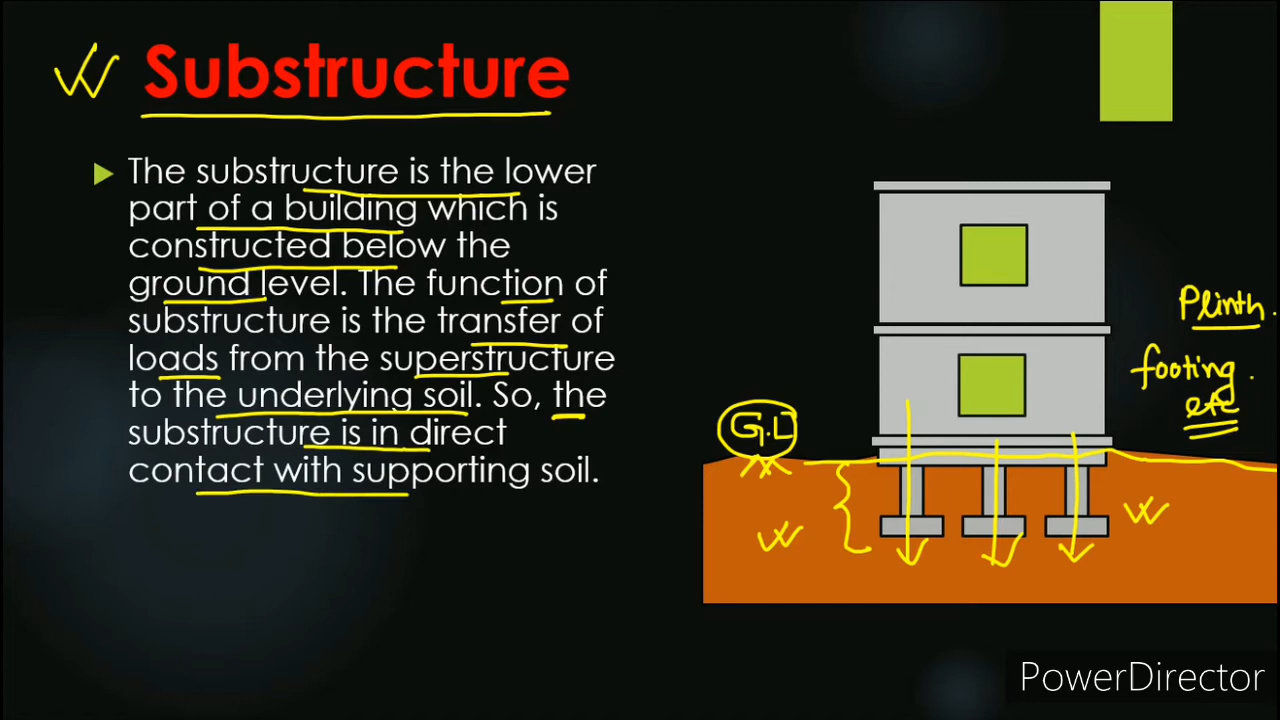 Substructure
The substructure is the lower
part of a building which is
constructed below the
ground level. The function of
substructure is the transfer of
loads from the superstructure
to the underlying soil. So, the
substructure is in direct
contact with supporting soil.
Plinth.
footing.
etc
G.L
PowerDirector